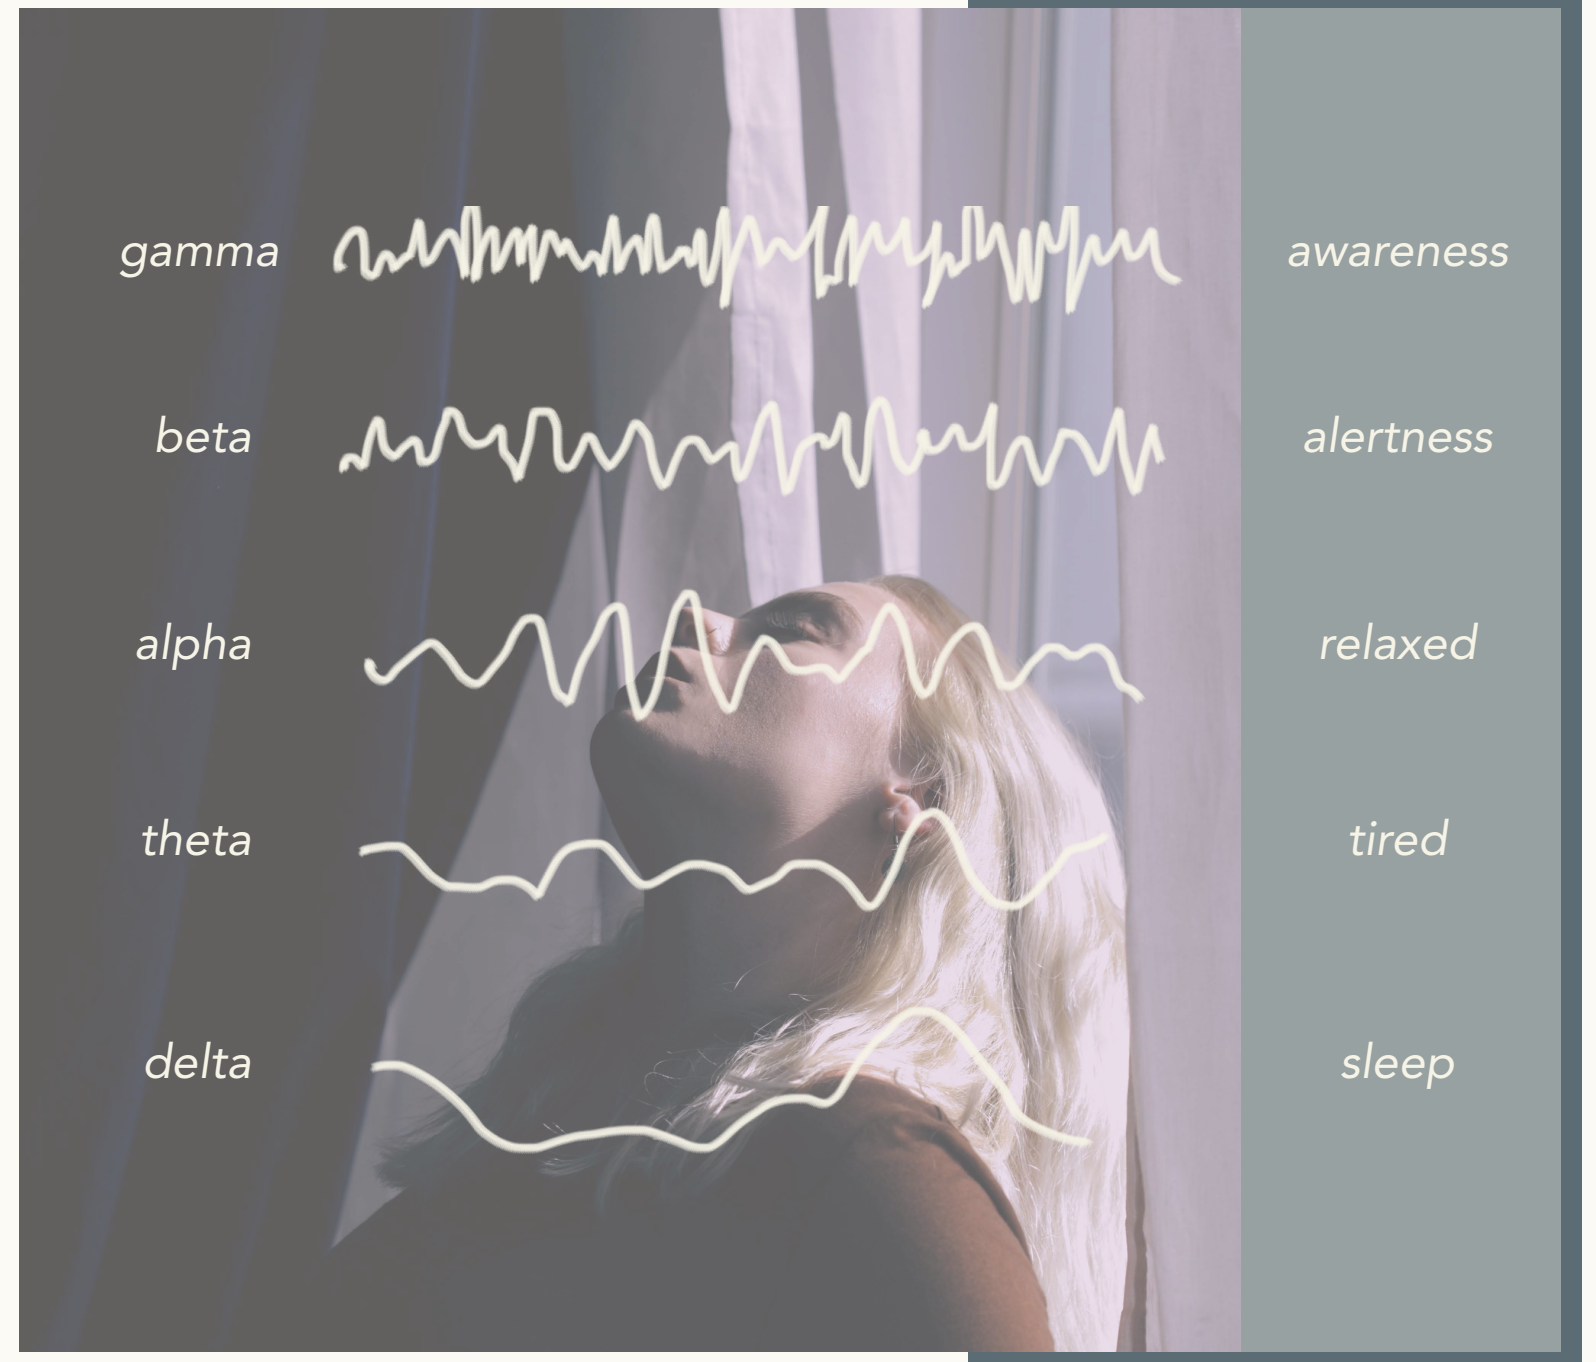 gamma awareness
beta alertness
alpha relaxed
theta tired
delta sleep